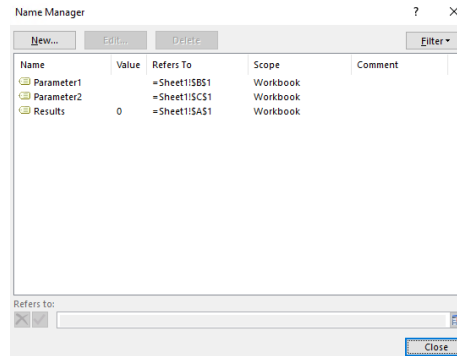 Name Manager ? ×
New... Edit... Delete Filter
Name Value Refers To Scope Comment
Parameter1 =Sheet1!$B$1 Workbook
Parameter2 =Sheet1!$C$1 Workbook
Results 0 =Sheet1!$A$1 Workbook
Refers to:
Close